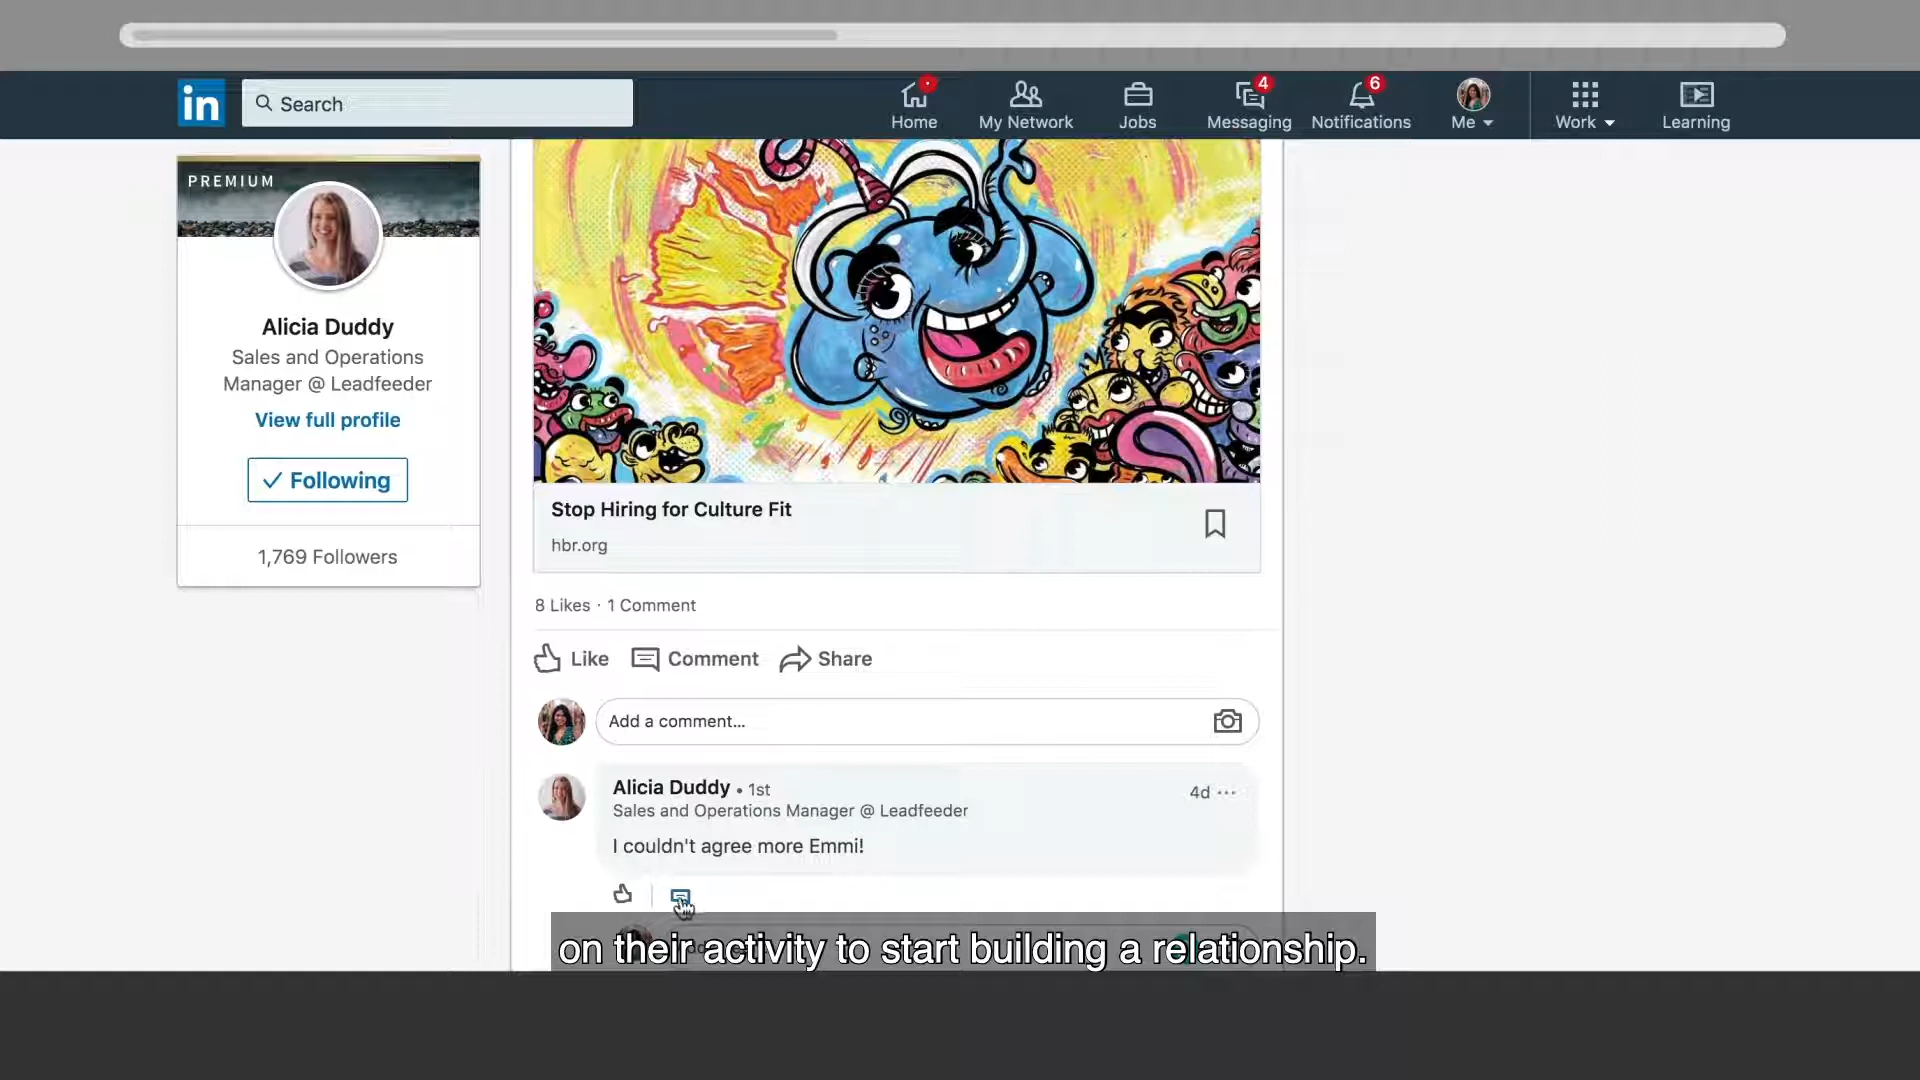 in
Search
Home
My Network
Jobs
4
Messaging
6
Notifications
Me
Work
Learning
PREMIUM
Alicia Duddy
Sales and Operations
Manager @ Leadfeeder
View full profile
Following
1,769 Followers
Stop Hiring for Culture Fit
hbr.org
8 Likes · 1 Comment
Like
Comment
Share
Add a comment…
Alicia Duddy • 1st
4d
Sales and Operations Manager @ Leadfeeder
I couldn't agree more Emmi!
on their activity to start building a relationship.